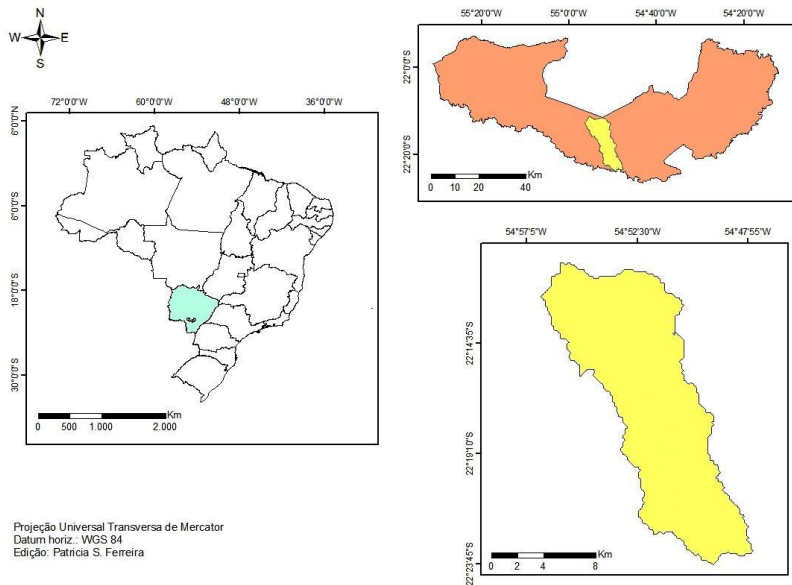 N
W E
S
72°0'0"W 60°0'0"W 48°0'0"W 36°0'0"W
6°0'0"N
6°0'0"S
18°0'0"S
30°0'0"S
Km
0 500 1.000 2.000
55°20'0"W 55°0'0"W 54°40'0"W 54°20'0"W
22°0'0"S
22°20'0"S
Km
0 10 20 40
54°57'5"W 54°52'30"W 54°47'55"W
22°14'35"S
22°19'10"S
22°23'45"S
Km
0 2 4 8
Projeção Universal Transversa de Mercator
Datum horiz.: WGS 84
Edição: Patricia S. Ferreira